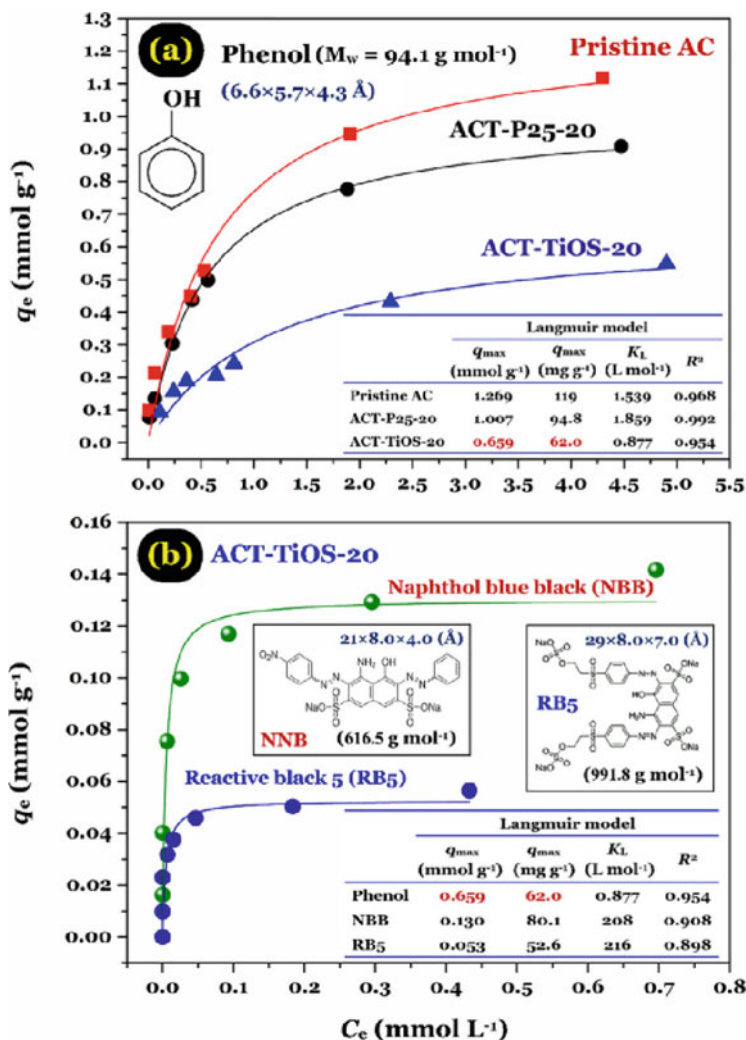 (a)
Phenol (Mw = 94.1 g mol⁻¹)
(6.6×5.7×4.3 Å)
OH
Pristine AC
ACT-P25-20
ACT-TiOS-20
qe (mmol g⁻¹)
1.3
1.2
1.1
1.0
0.9
0.8
0.7
0.6
0.5
0.4
0.3
0.2
0.1
0.0
Langmuir model
qmax (mmol g⁻¹) qmax (mg g⁻¹) KL (L mol⁻¹) R²
Pristine AC 1.269 119 1.539 0.968
ACT-P25-20 1.007 94.8 1.859 0.992
ACT-TiOS-20 0.659 62.0 0.877 0.954
0.0 0.5 1.0 1.5 2.0 2.5 3.0 3.5 4.0 4.5 5.0 5.5
(b) ACT-TiOS-20
qe (mmol g⁻¹)
0.16
0.14
0.12
0.10
0.08
0.06
0.04
0.02
0.00
Naphthol blue black (NBB)
21×8.0×4.0 (Å)
O₂N
NH₂ OH
N=N
N=N
NaO
ONa
NNB
(616.5 g mol⁻¹)
29×8.0×7.0 (Å)
RB5
NaO
ONa
HO
H₂N
NaO
ONa
(991.8 g mol⁻¹)
Reactive black 5 (RB5)
Langmuir model
qmax (mmol g⁻¹) qmax (mg g⁻¹) KL (L mol⁻¹) R²
Phenol 0.659 62.0 0.877 0.954
NBB 0.130 80.1 208 0.908
RB5 0.053 52.6 216 0.898
0.0 0.1 0.2 0.3 0.4 0.5 0.6 0.7 0.8
Ce (mmol L⁻¹)